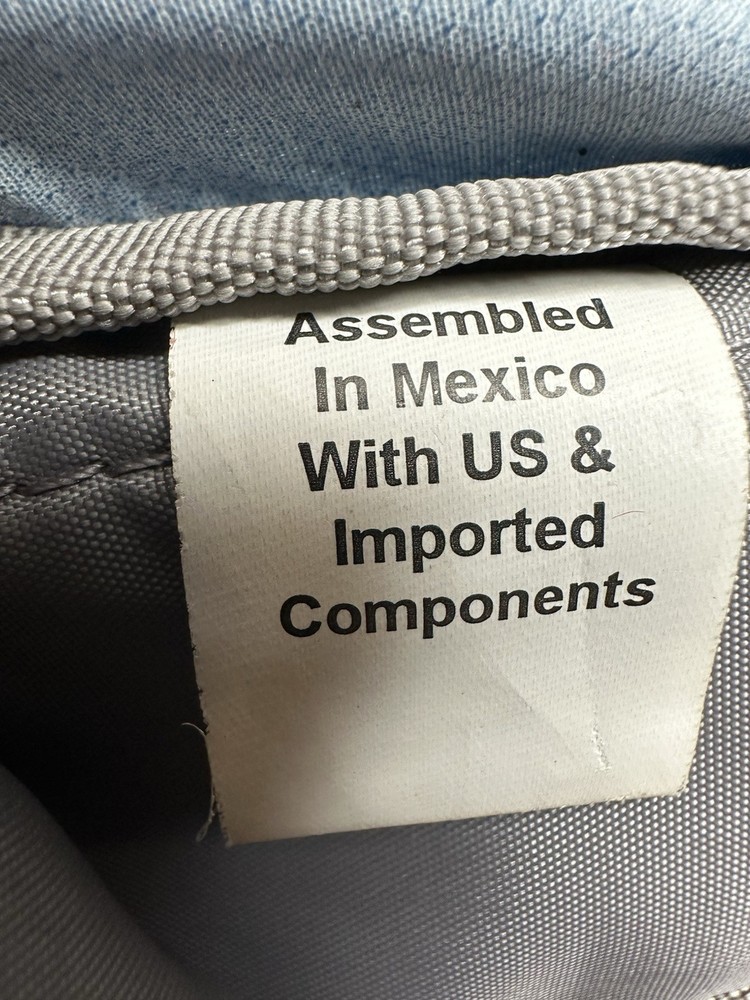 Assembled
In Mexico
With US &
Imported
Components